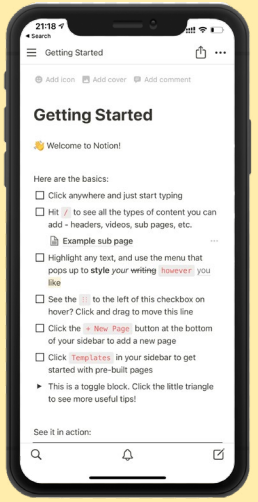 21:18
Search
Getting Started
Add icon Add cover Add comment
Getting Started
👋 Welcome to Notion!
Here are the basics:
Click anywhere and just start typing
Hit / to see all the types of content you can
add - headers, videos, sub pages, etc.
Example sub page
Highlight any text, and use the menu that
pops up to style your writing however you
like
See the ⋮⋮ to the left of this checkbox on
hover? Click and drag to move this line
Click the + New Page button at the bottom
of your sidebar to add a new page
Click Templates in your sidebar to get
started with pre-built pages
This is a toggle block. Click the little triangle
to see more useful tips!
See it in action: